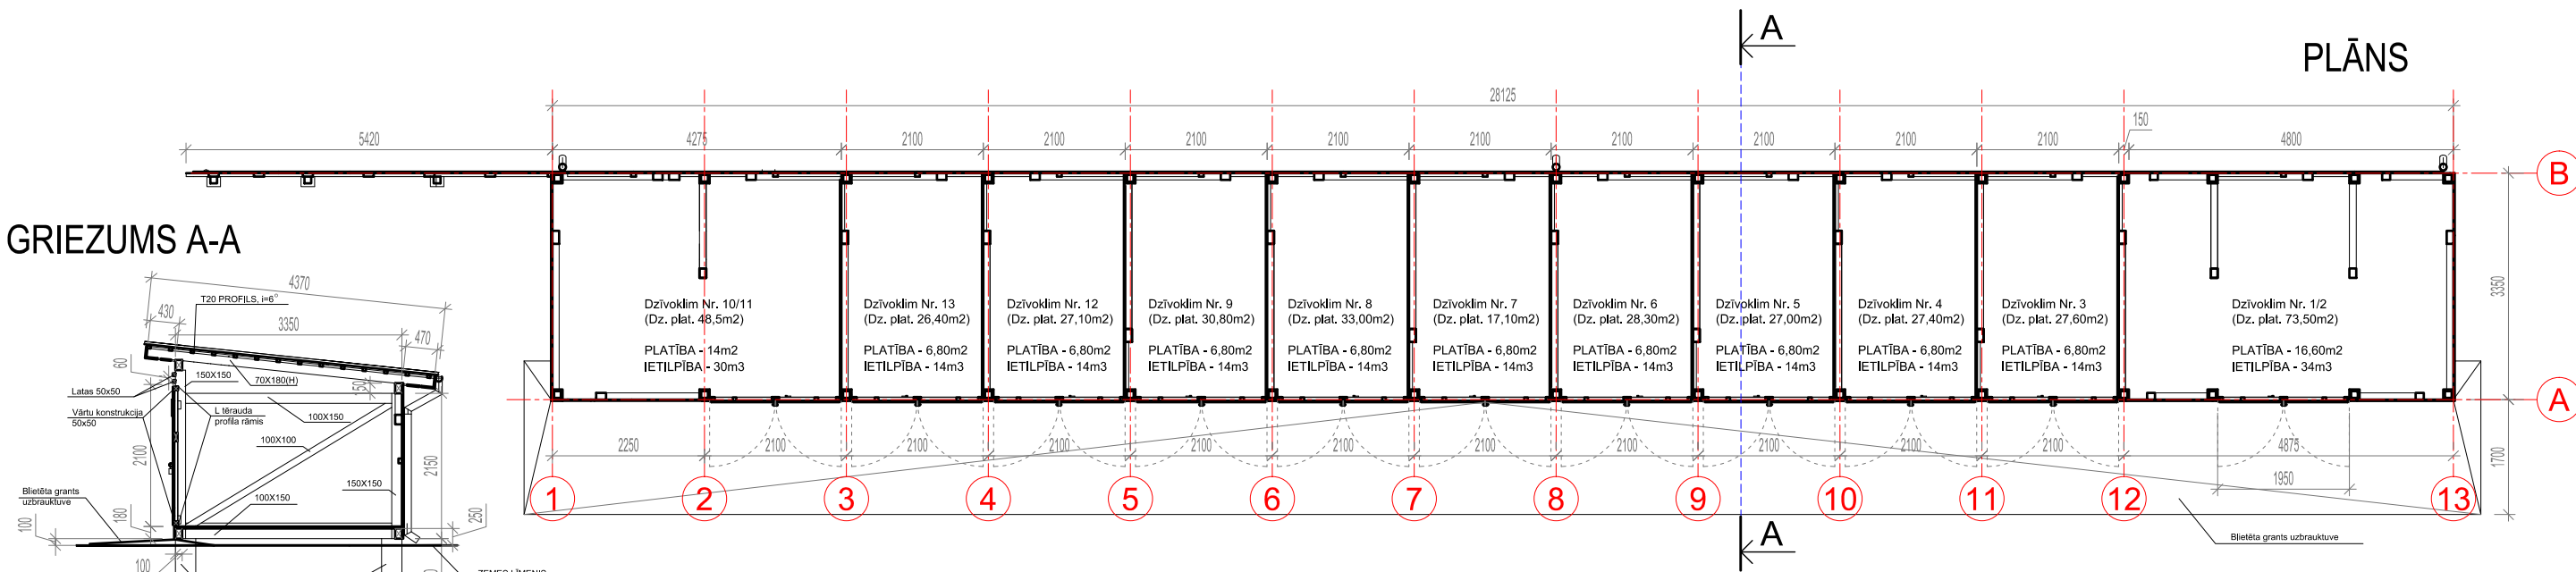 A
PLĀNS
28125
5420
4275
2100
2100
2100
2100
2100
2100
2100
2100
2100
150
4800
B
GRIEZUMS A-A
4370
T20 PROFILS, i=6°
430
3350
470
60
150X150
70X180(H)
150
Latas 50x50
Vārtu konstrukcija
50x50
L tērauda
profila rāmis
100X150
100X100
2100
2150
150X150
Blietēta grants
uzbrauktuve
100X150
180
100
250
100
ZEMES LĪMENIS
Dzīvoklim Nr. 10/11
(Dz. plat. 48,5m2)
PLATĪBA - 14m2
IETILPĪBA - 30m3
Dzīvoklim Nr. 13
(Dz. plat. 26,40m2)
PLATĪBA - 6,80m2
IETILPĪBA - 14m3
Dzīvoklim Nr. 12
(Dz. plat. 27,10m2)
PLATĪBA - 6,80m2
IETILPĪBA - 14m3
Dzīvoklim Nr. 9
(Dz. plat. 30,80m2)
PLATĪBA - 6,80m2
IETILPĪBA - 14m3
Dzīvoklim Nr. 8
(Dz. plat. 33,00m2)
PLATĪBA - 6,80m2
IETILPĪBA - 14m3
Dzīvoklim Nr. 7
(Dz. plat. 17,10m2)
PLATĪBA - 6,80m2
IETILPĪBA - 14m3
Dzīvoklim Nr. 6
(Dz. plat. 28,30m2)
PLATĪBA - 6,80m2
IETILPĪBA - 14m3
Dzīvoklim Nr. 5
(Dz. plat. 27,00m2)
PLATĪBA - 6,80m2
IETILPĪBA - 14m3
Dzīvoklim Nr. 4
(Dz. plat. 27,40m2)
PLATĪBA - 6,80m2
IETILPĪBA - 14m3
Dzīvoklim Nr. 3
(Dz. plat. 27,60m2)
PLATĪBA - 6,80m2
IETILPĪBA - 14m3
Dzīvoklim Nr. 1/2
(Dz. plat. 73,50m2)
PLATĪBA - 16,60m2
IETILPĪBA - 34m3
3350
A
2250
2100
2100
2100
2100
2100
2100
2100
2100
2100
2100
4875
1950
1700
1
2
3
4
5
6
7
8
9
10
11
12
13
A
Blietēta grants uzbrauktuve